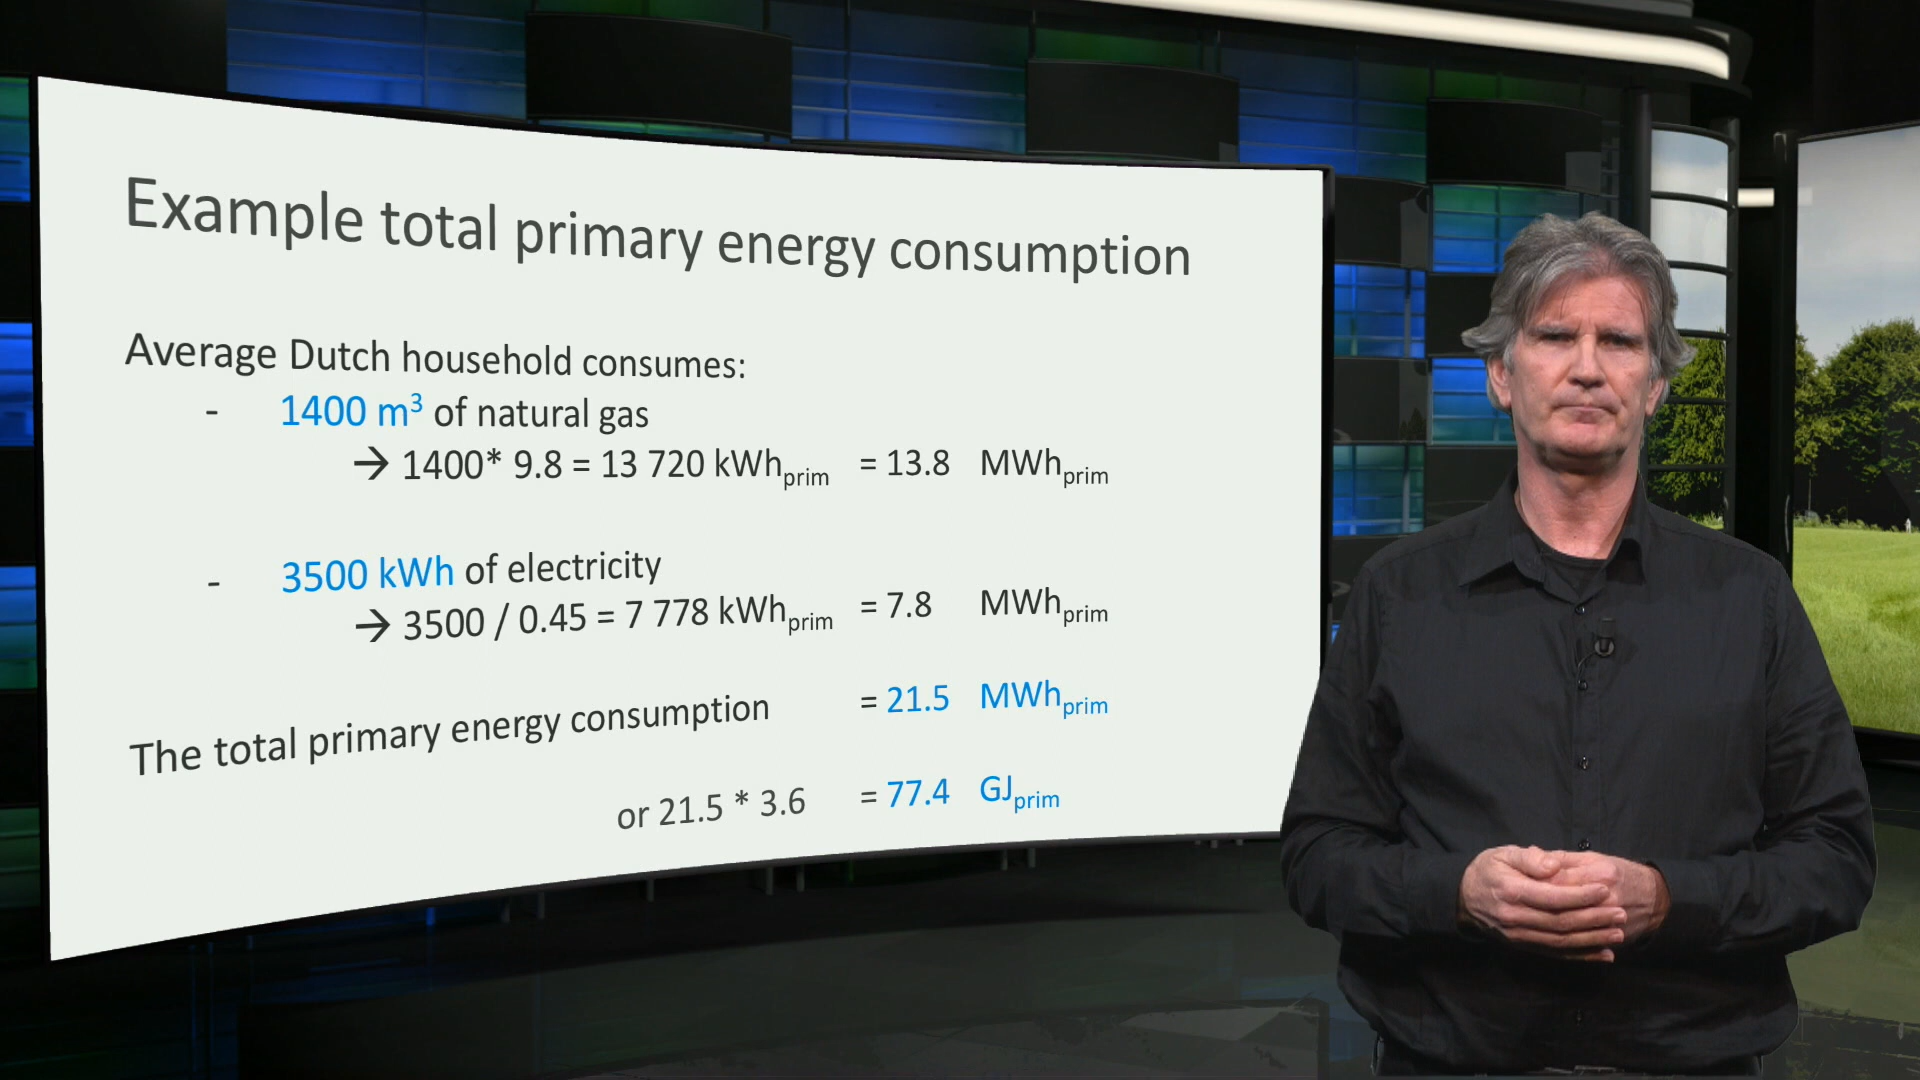 Example total primary energy consumption
Average Dutch household consumes:
- 1400 m³ of natural gas
→ 1400* 9.8 = 13 720 kWhprim = 13.8 MWhprim
- 3500 kWh of electricity
→ 3500 / 0.45 = 7 778 kWhprim = 7.8 MWhprim
The total primary energy consumption = 21.5 MWhprim
or 21.5 * 3.6 = 77.4 GJprim